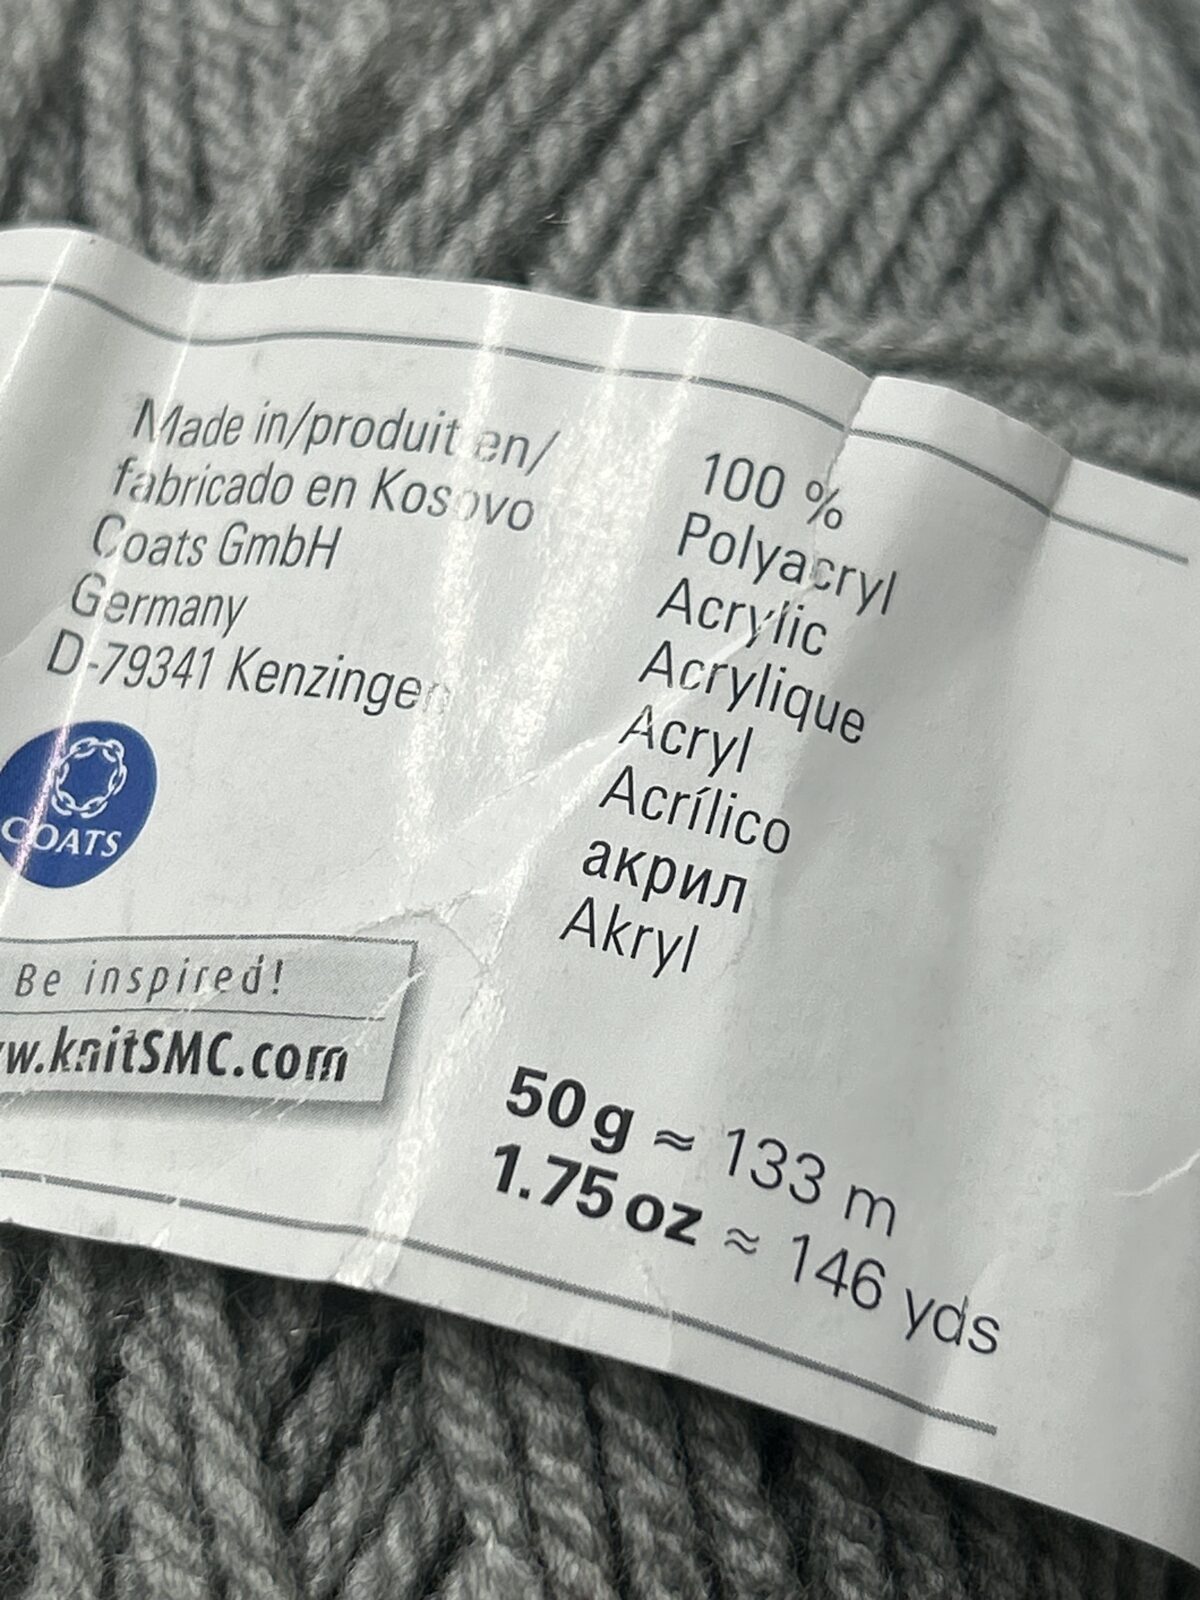 Made in/produit en/
fabricado en Kosovo
Coats GmbH
Germany
D-79341 Kenzingen
COATS
Be inspired!
w.knitSMC.com
100 %
Polyacryl
Acrylic
Acrylique
Acryl
Acrílico
акрил
Akryl
50 g ≈ 133 m
1.75 oz ≈ 146 yds